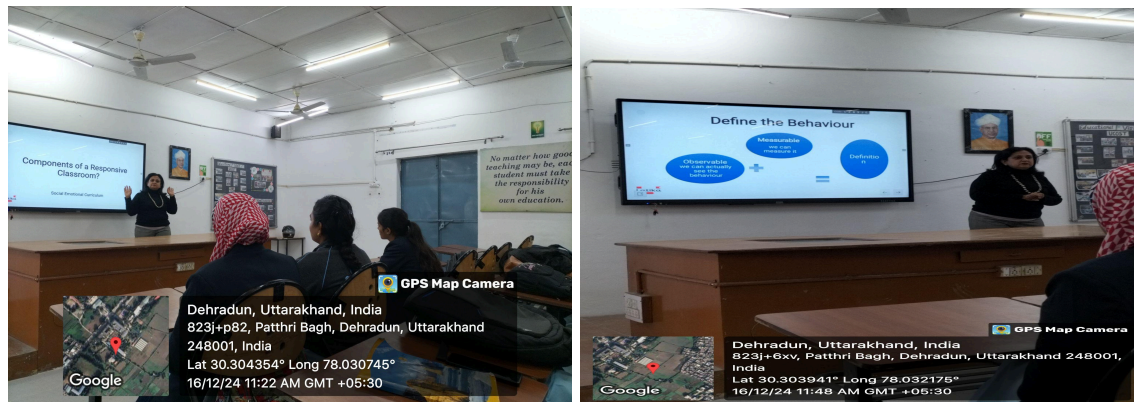 Components of a Responsive
Classroom?
Social Emotional Curriculum
No matter how good
teaching may be, each
student must take
the responsibility
for his
own education.
GPS Map Camera
Dehradun, Uttarakhand, India
823j+p82, Patthri Bagh, Dehradun, Uttarakhand
248001, India
Lat 30.304354° Long 78.030745°
16/12/24 11:22 AM GMT +05:30
Google
Define the Behaviour
Measurable
we can
measure it
Observable
we can actually
see the
behaviour
Definitio
n
OFF
GPS Map Camera
Dehradun, Uttarakhand, India
823j+6xv, Patthri Bagh, Dehradun, Uttarakhand 248001,
India
Lat 30.303941° Long 78.032175°
16/12/24 11:48 AM GMT +05:30
Google